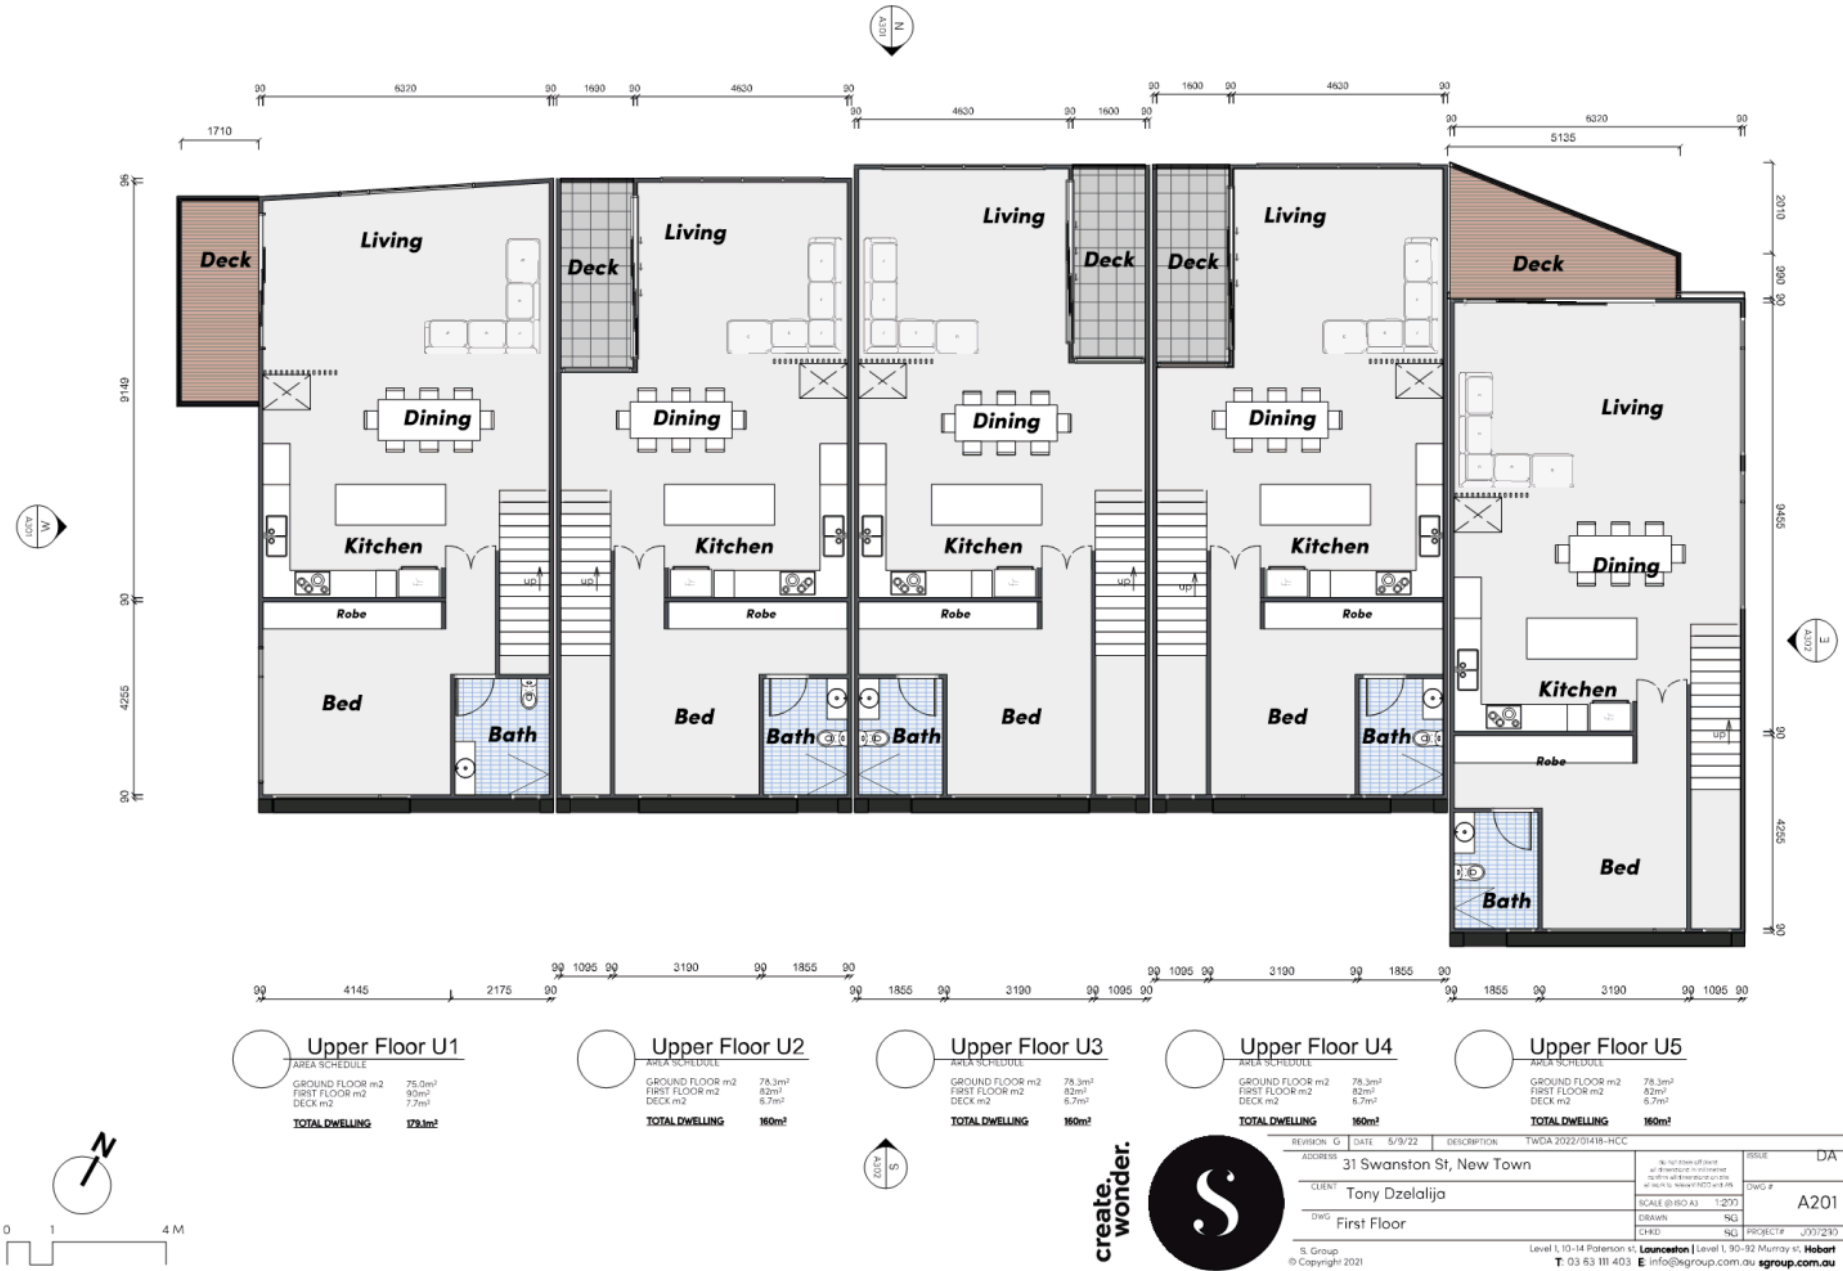 N
A301
90 6320 90
90 1690 90 4630 90
90 4630 90 1600 90
90 1600 90 4630 90
90 6320 90
5135
1710
96
9149
90
4255
90
2010
990
90
9455
90
4255
90
W
A301
E
A302
Deck
Living
Dining
Kitchen
up
Robe
Bed
Bath
Deck
Living
Dining
Kitchen
up
Robe
Bed
Bath
Living
Deck
Dining
Kitchen
up
Robe
Bath
Bed
Deck
Living
Dining
Kitchen
up
Robe
Bed
Bath
Deck
Living
Dining
Kitchen
up
Robe
Bed
Bath
90 4145 2175 90
90 1095 90 3190 90 1855 90
90 1855 90 3190 90 1095 90
90 1095 90 3190 90 1855 90
90 1855 90 3190 90 1095 90
Upper Floor U1
AREA SCHEDULE
GROUND FLOOR m2 75.0m²
FIRST FLOOR m2 90m²
DECK m2 7.7m²
TOTAL DWELLING 179.1m²
Upper Floor U2
AREA SCHEDULE
GROUND FLOOR m2 78.3m²
FIRST FLOOR m2 82m²
DECK m2 6.7m²
TOTAL DWELLING 160m²
Upper Floor U3
AREA SCHEDULE
GROUND FLOOR m2 78.3m²
FIRST FLOOR m2 82m²
DECK m2 6.7m²
TOTAL DWELLING 160m²
Upper Floor U4
AREA SCHEDULE
GROUND FLOOR m2 78.3m²
FIRST FLOOR m2 82m²
DECK m2 6.7m²
TOTAL DWELLING 160m²
Upper Floor U5
AREA SCHEDULE
GROUND FLOOR m2 78.3m²
FIRST FLOOR m2 82m²
DECK m2 6.7m²
TOTAL DWELLING 160m²
N
0 1 4 M
S
A302
create.
wonder.
S
REVISION G DATE 5/9/22 DESCRIPTION TWDA 2022/01418-HCC
ADDRESS 31 Swanston St, New Town
CLIENT Tony Dzelalija
DWG First Floor
SCALE @ ISO A3 1:200
DRAWN SG
CHKD SG
ISSUE DA
DWG # A201
PROJECT# J007230
S. Group
© Copyright 2021
Level 1, 10-14 Paterson st, Launceston | Level 1, 90-92 Murray st, Hobart
T: 03 63 111 403 E: info@sgroup.com.au sgroup.com.au